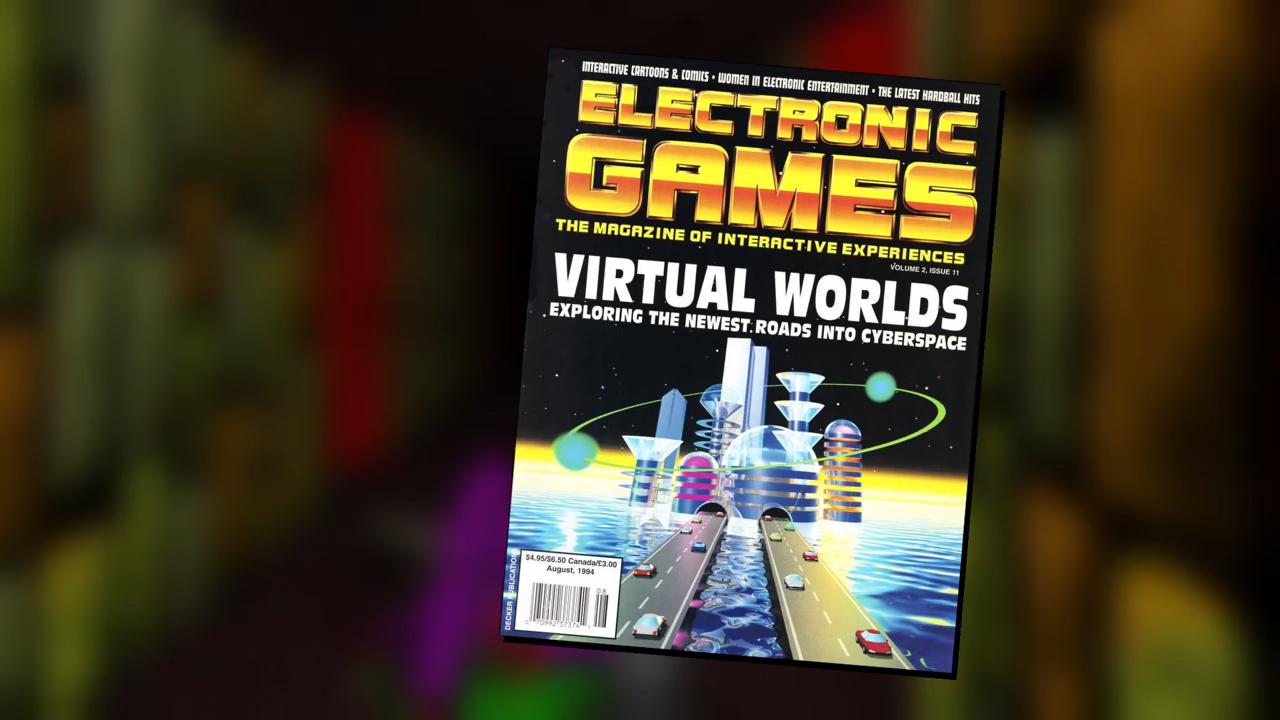 INTERACTIVE CARTOONS & COMICS • WOMEN IN ELECTRONIC ENTERTAINMENT • THE LATEST HARDBALL HITS
ELECTRONIC
GAMES
THE MAGAZINE OF INTERACTIVE EXPERIENCES
VOLUME 2, ISSUE 11
VIRTUAL WORLDS
EXPLORING THE NEWEST ROADS INTO CYBERSPACE
$4.95/$6.50 Canada/£3.00
August, 1994
08
DECKER PUBLICATION